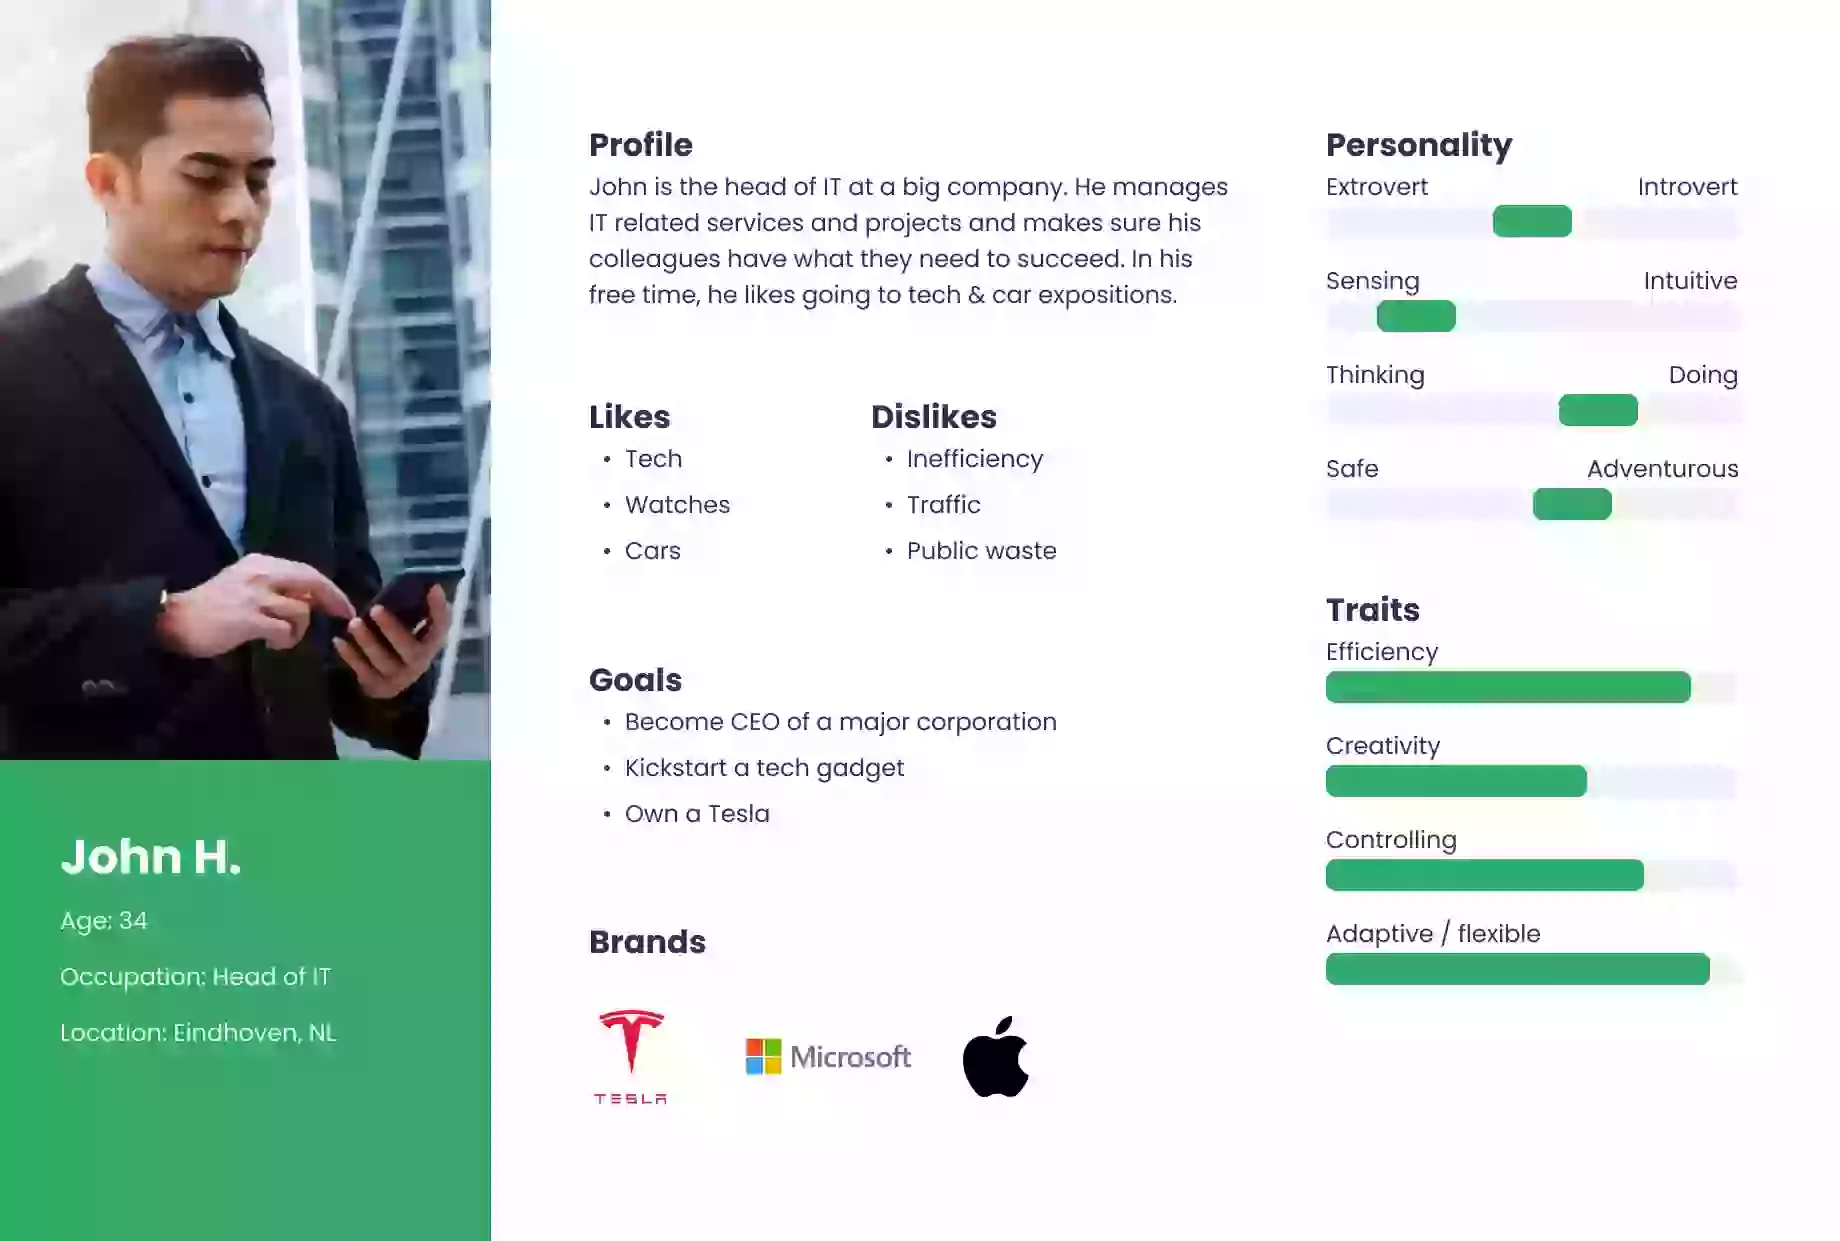 John H.
Age: 34
Occupation: Head of IT
Location: Eindhoven, NL
Profile
John is the head of IT at a big company. He manages
IT related services and projects and makes sure his
colleagues have what they need to succeed. In his
free time, he likes going to tech & car expositions.
Likes
• Tech
• Watches
• Cars
Dislikes
• Inefficiency
• Traffic
• Public waste
Goals
• Become CEO of a major corporation
• Kickstart a tech gadget
• Own a Tesla
Brands
TESLA
Microsoft
Personality
Extrovert Introvert
Sensing Intuitive
Thinking Doing
Safe Adventurous
Traits
Efficiency
Creativity
Controlling
Adaptive / flexible